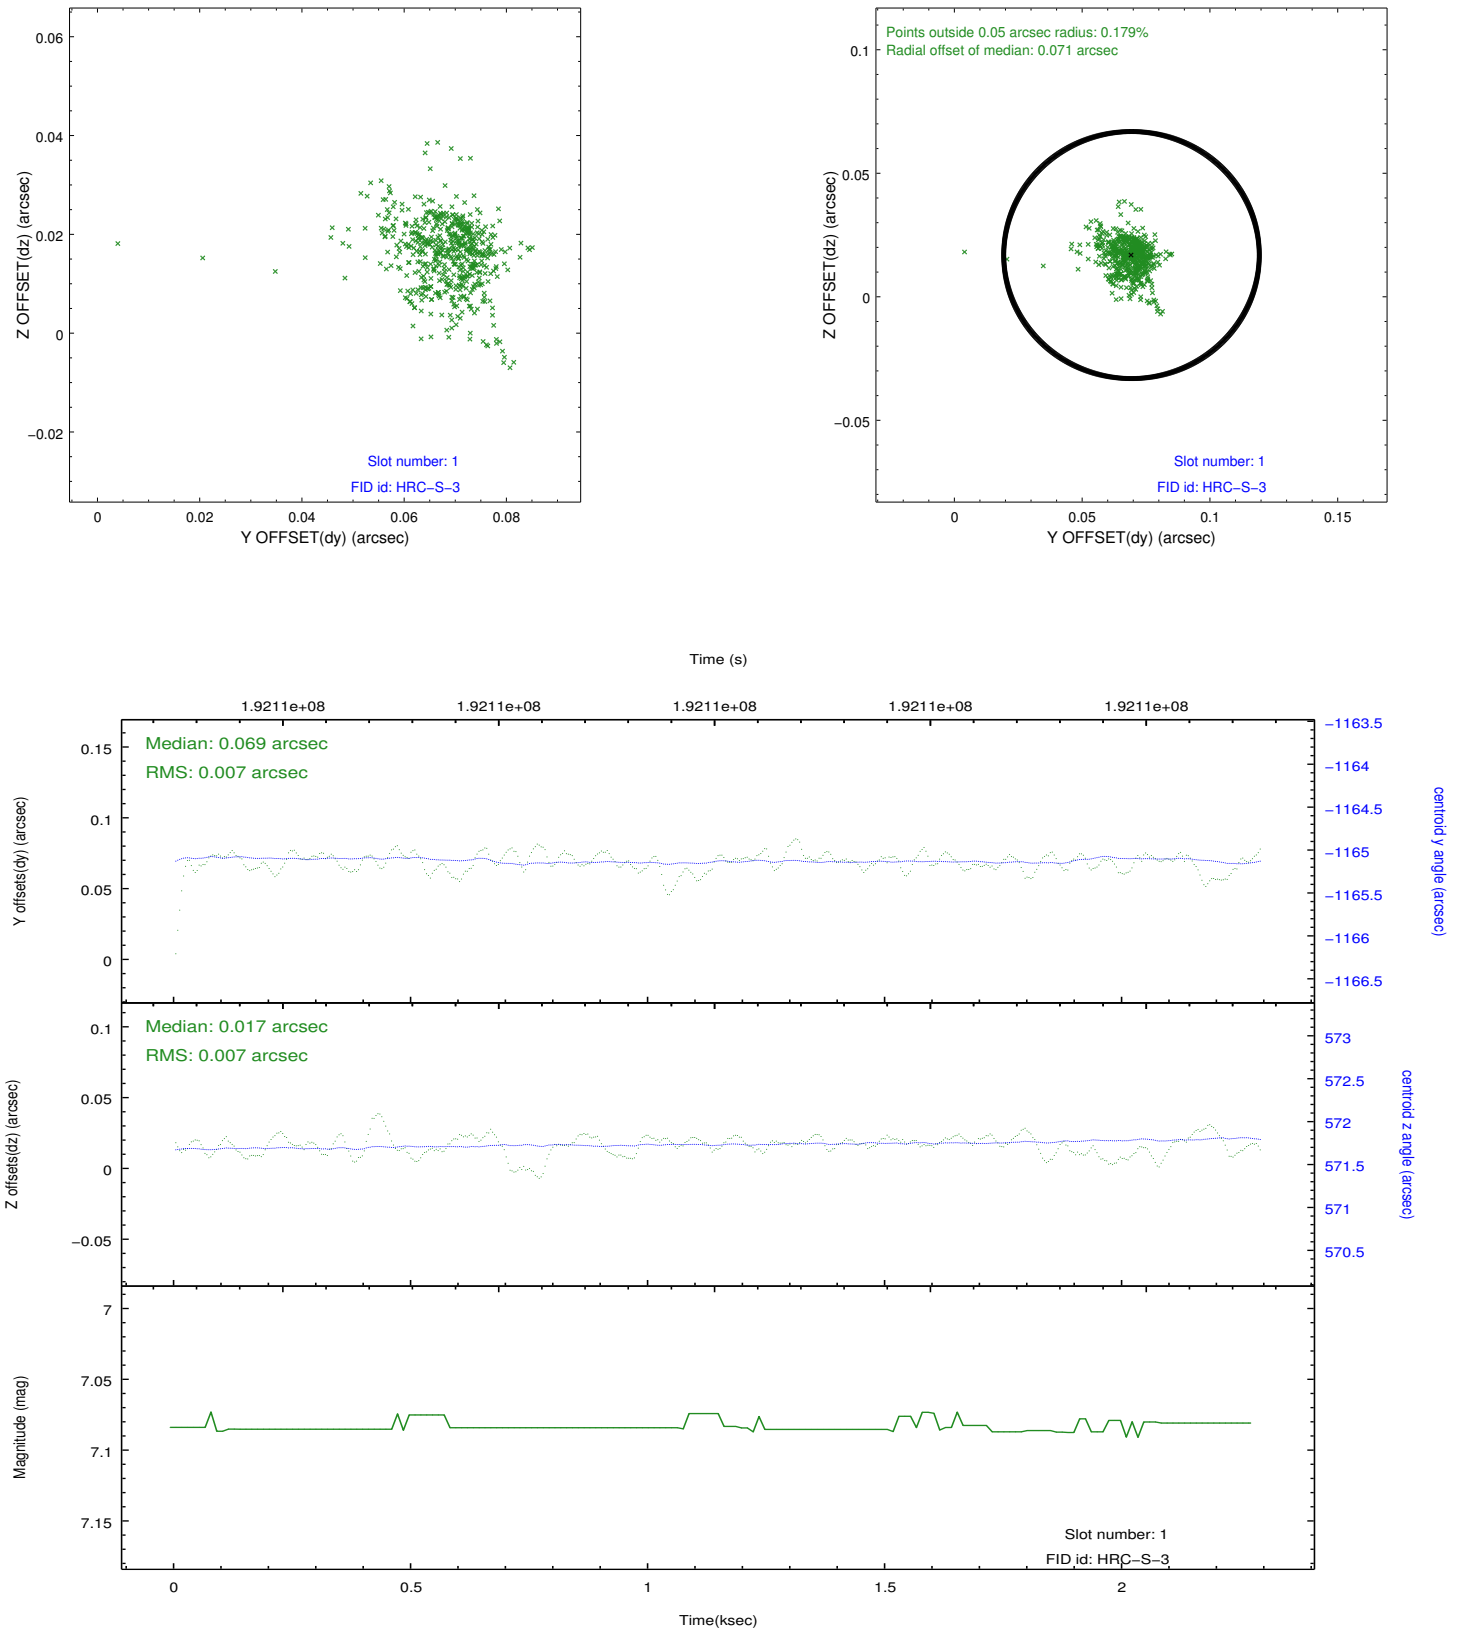 0.06
0.04
0.02
0
−0.02
Z OFFSET(dz) (arcsec)
Slot number: 1
FID id: HRC−S−3
0 0.02 0.04 0.06 0.08
Y OFFSET(dy) (arcsec)
Points outside 0.05 arcsec radius: 0.179%
Radial offset of median: 0.071 arcsec
0.1
0.05
0
−0.05
Z OFFSET(dz) (arcsec)
Slot number: 1
FID id: HRC−S−3
0 0.05 0.1 0.15
Y OFFSET(dy) (arcsec)
Time (s)
1.9211e+08 1.9211e+08 1.9211e+08 1.9211e+08 1.9211e+08
Median: 0.069 arcsec
RMS: 0.007 arcsec
0.15
0.1
0.05
0
Y offsets(dy) (arcsec)
−1163.5
−1164
−1164.5
−1165
−1165.5
−1166
−1166.5
centroid y angle (arcsec)
Median: 0.017 arcsec
RMS: 0.007 arcsec
0.1
0.05
0
−0.05
Z offsets(dz) (arcsec)
573
572.5
572
571.5
571
570.5
centroid z angle (arcsec)
7
7.05
7.1
7.15
Magnitude (mag)
Slot number: 1
FID id: HRC−S−3
0 0.5 1 1.5 2
Time(ksec)